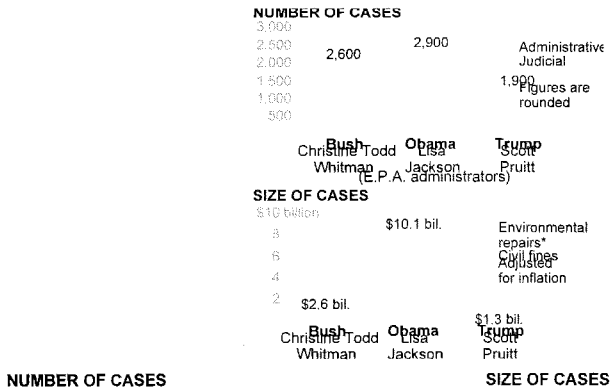 NUMBER OF CASES
3,000
2,500
2,000
1,500
1,000
500
2,600
2,900
1,900
Administrative
Judicial
Figures are
rounded
Bush
Christine Todd
Whitman
Obama
Lisa
Jackson
Trump
Scott
Pruitt
(E.P.A. administrators)
SIZE OF CASES
$10 billion
8
6
4
2
$2.6 bil.
$10.1 bil.
$1.3 bil.
Environmental
repairs*
Civil fines
Adjusted
for inflation
Bush
Christine Todd
Whitman
Obama
Lisa
Jackson
Trump
Scott
Pruitt
NUMBER OF CASES
SIZE OF CASES